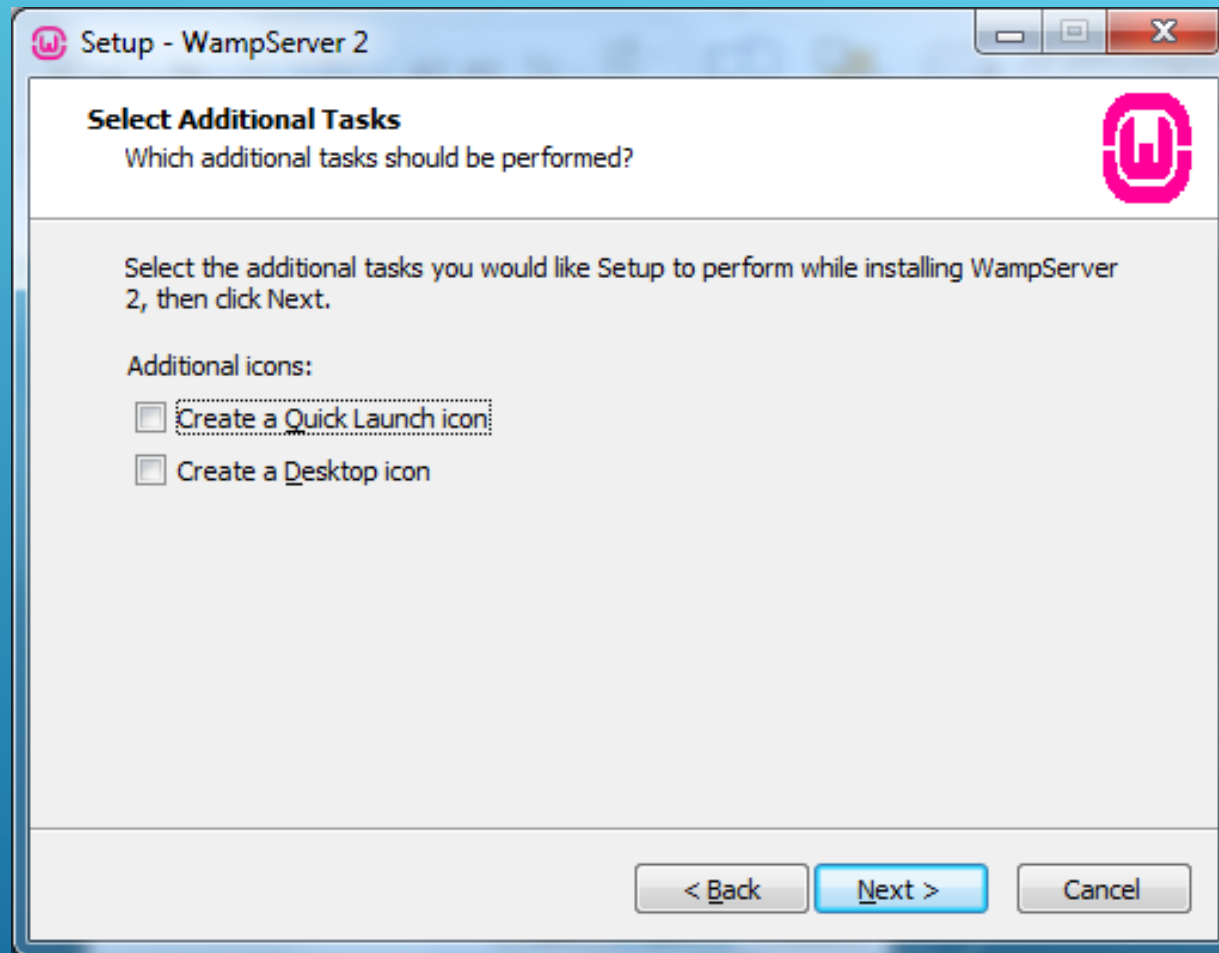 Setup - WampServer 2
Select Additional Tasks
Which additional tasks should be performed?
Select the additional tasks you would like Setup to perform while installing WampServer
2, then click Next.
Additional icons:
Create a Quick Launch icon
Create a Desktop icon
< Back Next > Cancel